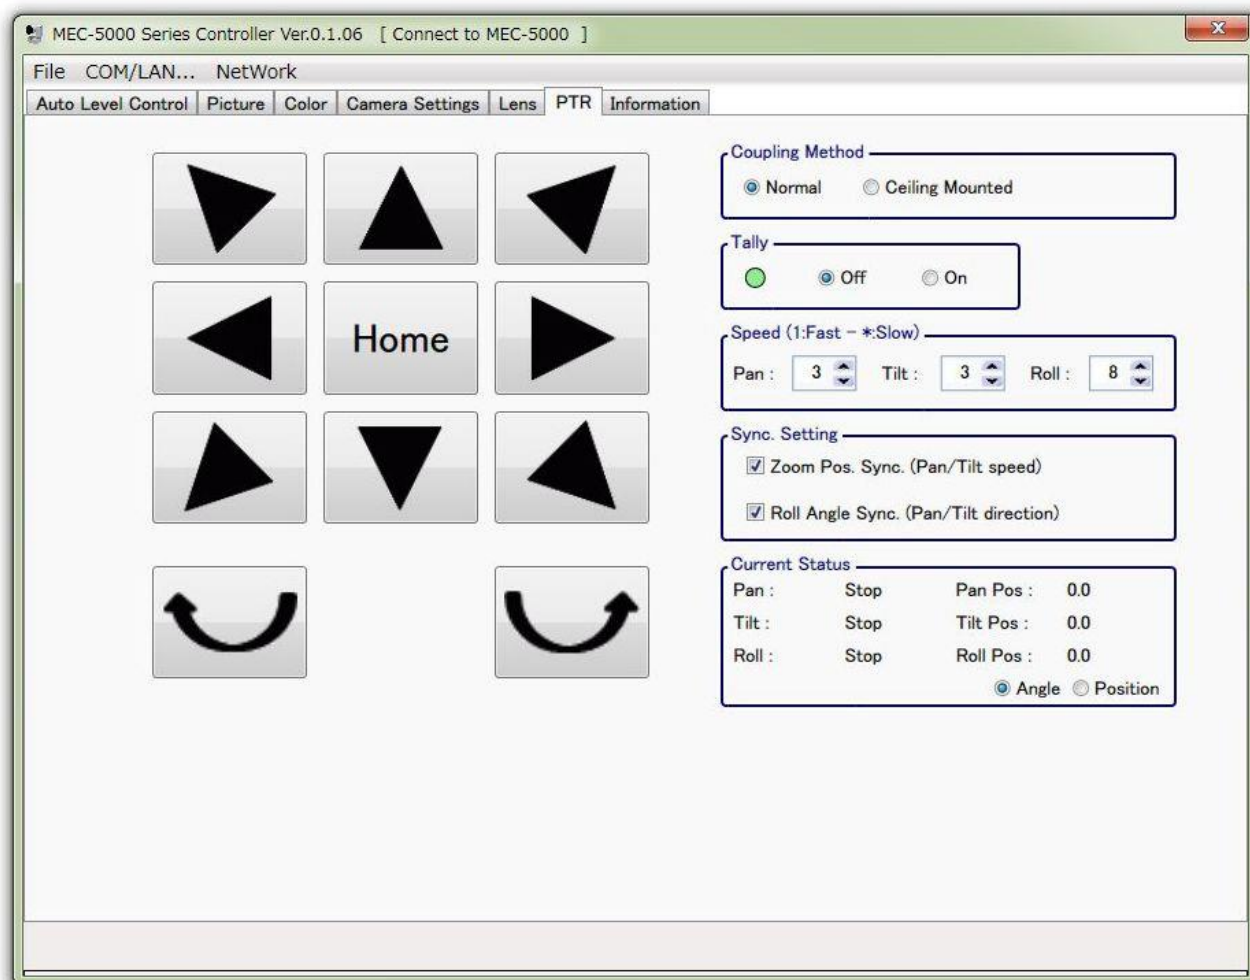 MEC-5000 Series Controller Ver.0.1.06 [ Connect to MEC-5000 ]
File COM/LAN... NetWork
Auto Level Control Picture Color Camera Settings Lens PTR Information
Home
Coupling Method
Normal Ceiling Mounted
Tally
Off On
Speed (1:Fast - *:Slow)
Pan : 3 Tilt : 3 Roll : 8
Sync. Setting
Zoom Pos. Sync. (Pan/Tilt speed)
Roll Angle Sync. (Pan/Tilt direction)
Current Status
Pan : Stop Pan Pos : 0.0
Tilt : Stop Tilt Pos : 0.0
Roll : Stop Roll Pos : 0.0
Angle Position